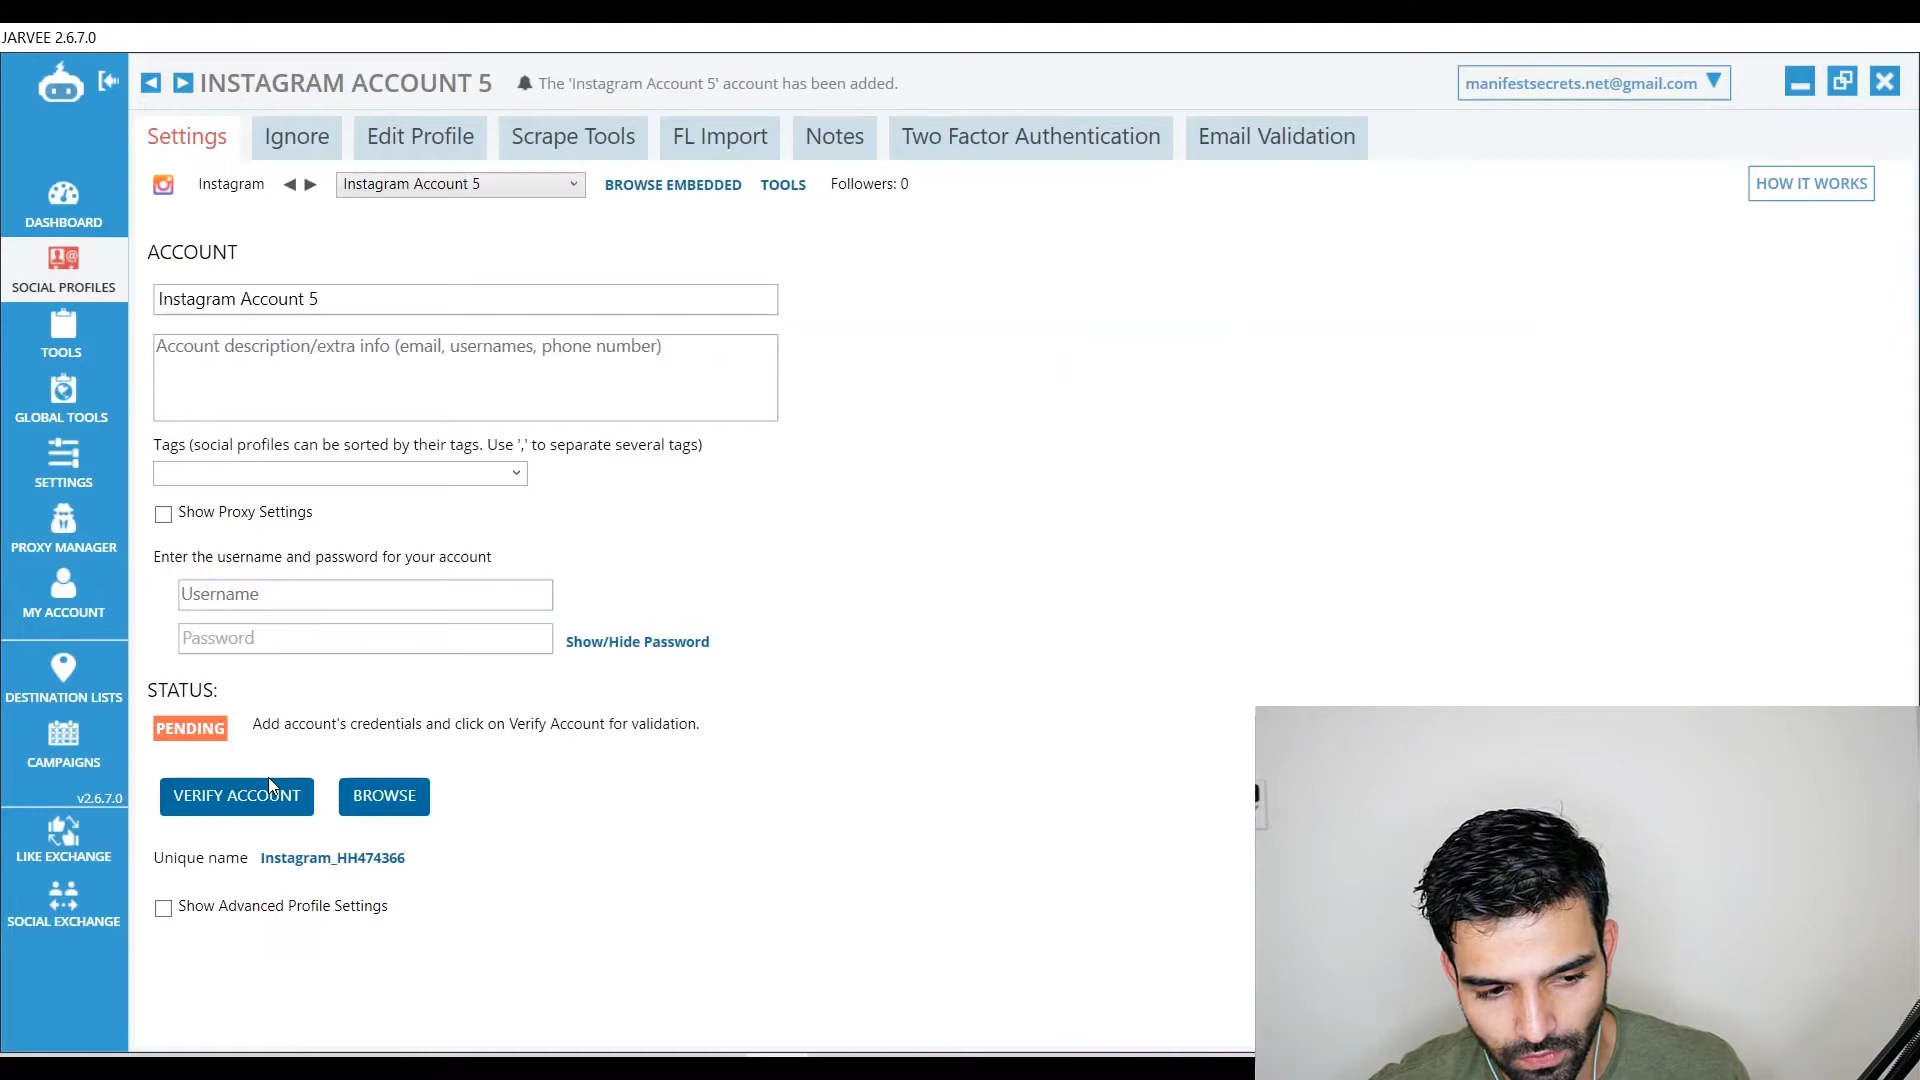 JARVEE 2.6.7.0
INSTAGRAM ACCOUNT 5
The 'Instagram Account 5' account has been added.
manifestsecrets.net@gmail.com
Settings
Ignore
Edit Profile
Scrape Tools
FL Import
Notes
Two Factor Authentication
Email Validation
Instagram
Instagram Account 5
BROWSE EMBEDDED
TOOLS
Followers: 0
HOW IT WORKS
DASHBOARD
SOCIAL PROFILES
TOOLS
GLOBAL TOOLS
SETTINGS
PROXY MANAGER
MY ACCOUNT
DESTINATION LISTS
CAMPAIGNS
v2.6.7.0
LIKE EXCHANGE
SOCIAL EXCHANGE
ACCOUNT
Instagram Account 5
Account description/extra info (email, usernames, phone number)
Tags (social profiles can be sorted by their tags. Use ',' to separate several tags)
Show Proxy Settings
Enter the username and password for your account
Username
Password
Show/Hide Password
STATUS:
PENDING
Add account's credentials and click on Verify Account for validation.
VERIFY ACCOUNT
BROWSE
Unique name
Instagram_HH474366
Show Advanced Profile Settings